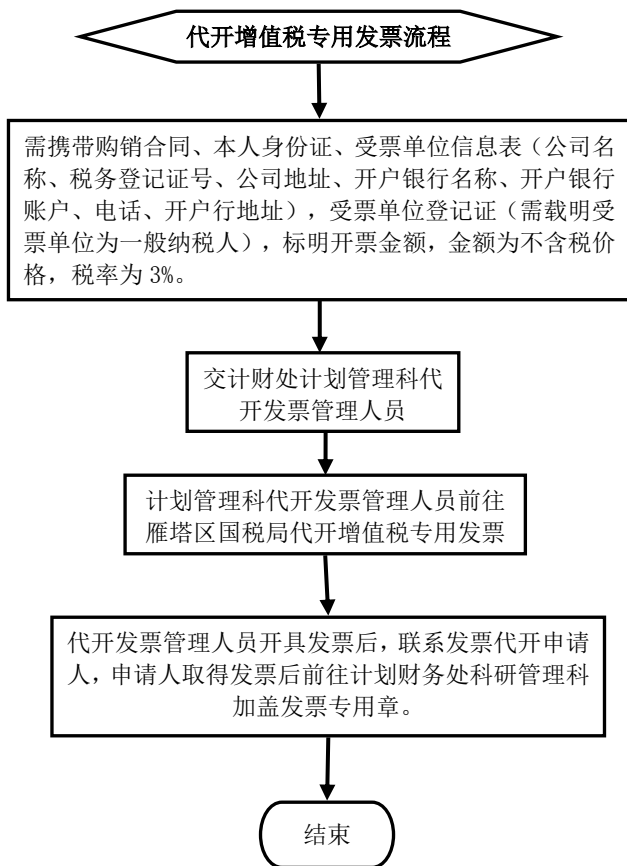 代开增值税专用发票流程
需携带购销合同、本人身份证、受票单位信息表（公司名
称、税务登记证号、公司地址、开户银行名称、开户银行
账户、电话、开户行地址），受票单位登记证（需载明受
票单位为一般纳税人），标明开票金额，金额为不含税价
格，税率为 3%。
交计财处计划管理科代
开发票管理人员
计划管理科代开发票管理人员前往
雁塔区国税局代开增值税专用发票
代开发票管理人员开具发票后，联系发票代开申请
人，申请人取得发票后前往计划财务处科研管理科
加盖发票专用章。
结束